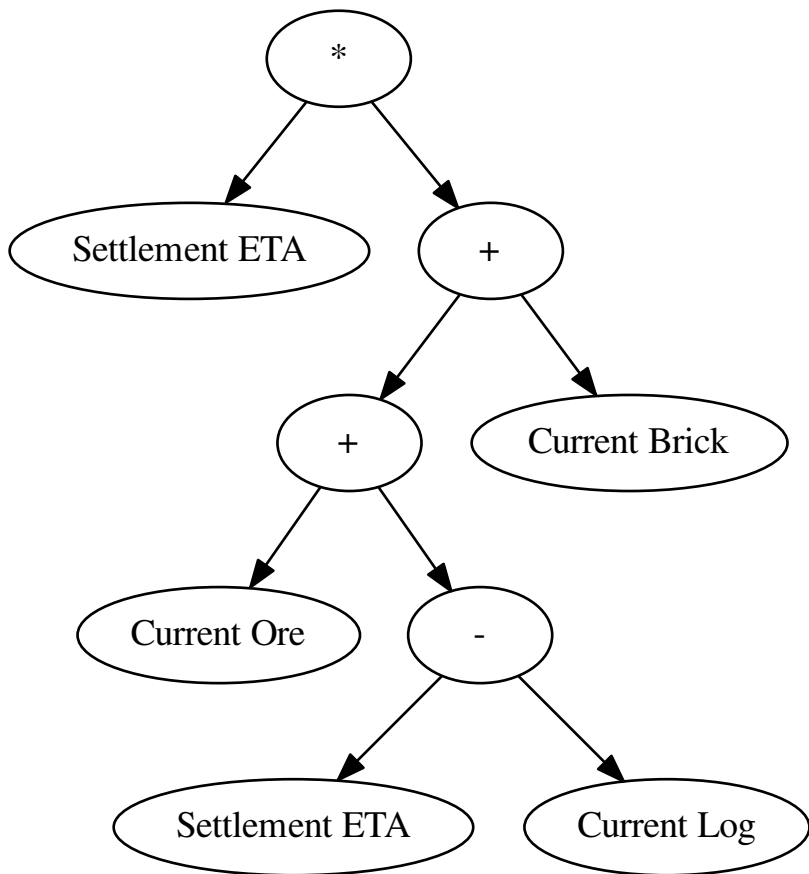 *
Settlement ETA
+
+
Current Brick
Current Ore
-
Settlement ETA
Current Log